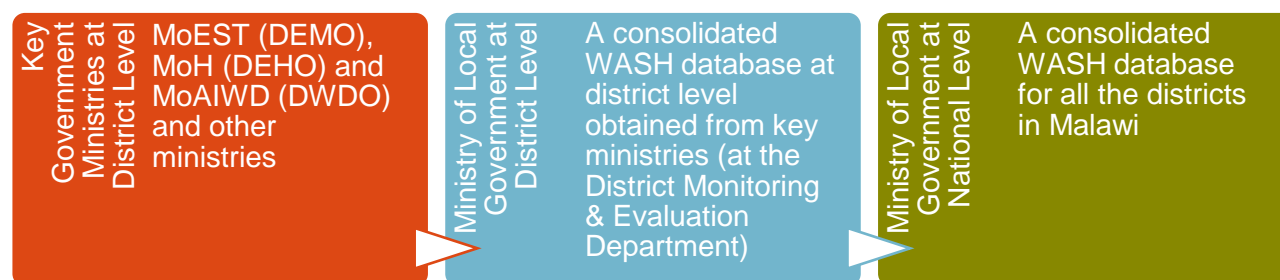 Key
Government
Ministries at
District Level
MoEST (DEMO),
MoH (DEHO) and
MoAIWD (DWDO)
and other
ministries
Ministry of Local
Government at
District Level
A consolidated
WASH database at
district level
obtained from key
ministries (at the
District Monitoring
& Evaluation
Department)
Ministry of Local
Government at
National Level
A consolidated
WASH database
for all the districts
in Malawi